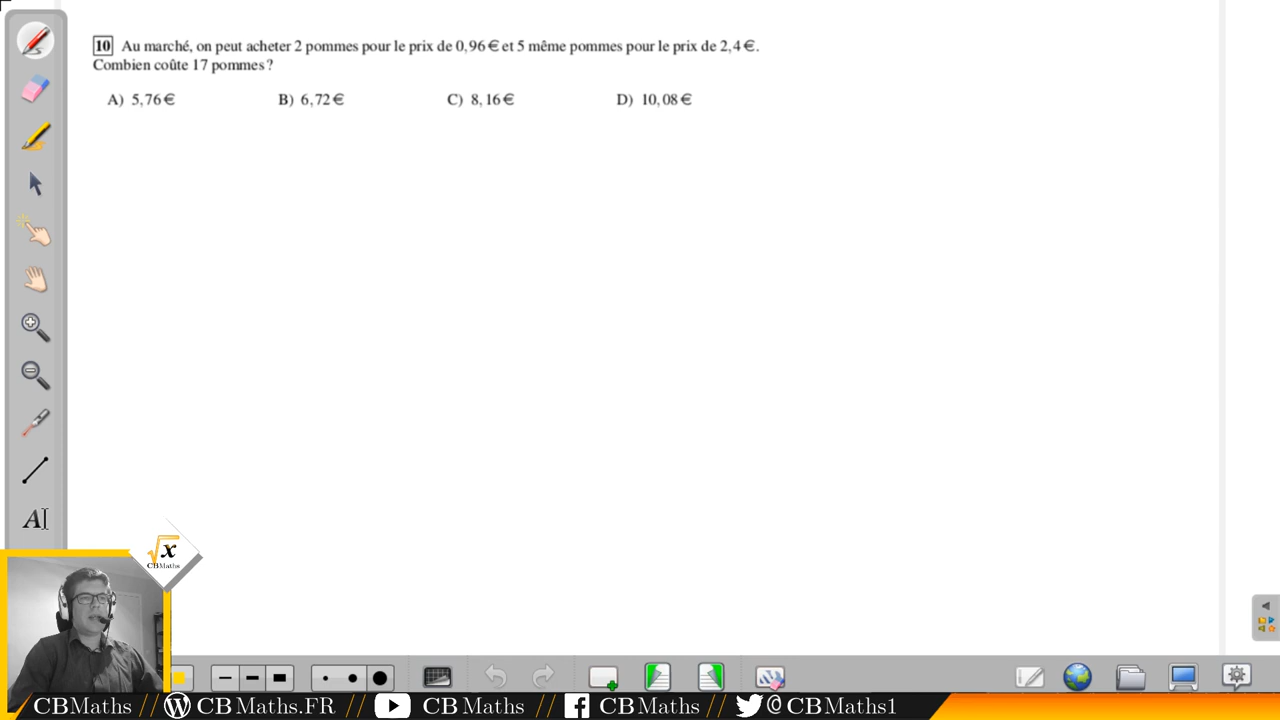 10 Au marché, on peut acheter 2 pommes pour le prix de 0,96 € et 5 même pommes pour le prix de 2,4 €.
Combien coûte 17 pommes ?
A) 5,76 € B) 6,72 € C) 8,16 € D) 10,08 €
A
√x
CBMaths
CBMaths // CBMaths.FR // CBMaths // CBMaths // @CBMaths1